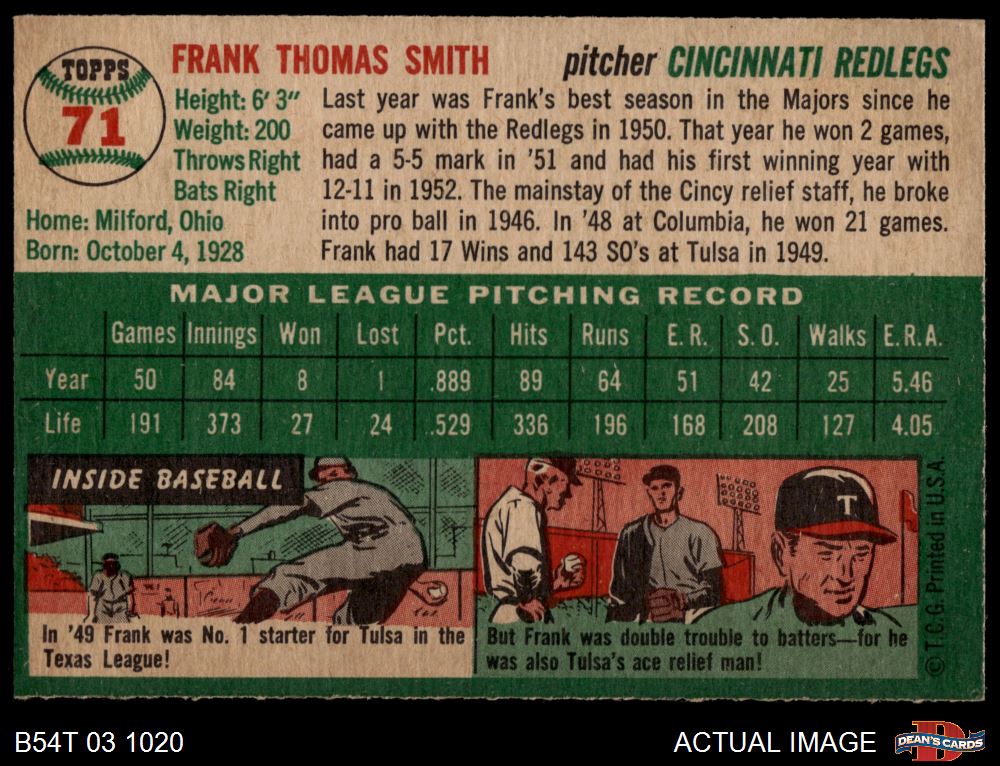 TOPPS
71
FRANK THOMAS SMITH pitcher CINCINNATI REDLEGS
Height: 6' 3"
Weight: 200
Throws Right
Bats Right
Home: Milford, Ohio
Born: October 4, 1928
Last year was Frank's best season in the Majors since he
came up with the Redlegs in 1950. That year he won 2 games,
had a 5-5 mark in '51 and had his first winning year with
12-11 in 1952. The mainstay of the Cincy relief staff, he broke
into pro ball in 1946. In '48 at Columbia, he won 21 games.
Frank had 17 Wins and 143 SO's at Tulsa in 1949.
MAJOR LEAGUE PITCHING RECORD
Games Innings Won Lost Pct. Hits Runs E.R. S.O. Walks E.R.A.
Year 50 84 8 1 .889 89 64 51 42 25 5.46
Life 191 373 27 24 .529 336 196 168 208 127 4.05
INSIDE BASEBALL
In '49 Frank was No. 1 starter for Tulsa in the
Texas League!
T
But Frank was double trouble to batters—for he
was also Tulsa's ace relief man!
© T.C.G. Printed in U.S.A.
B54T 03 1020
ACTUAL IMAGE
D
DEAN'S CARDS